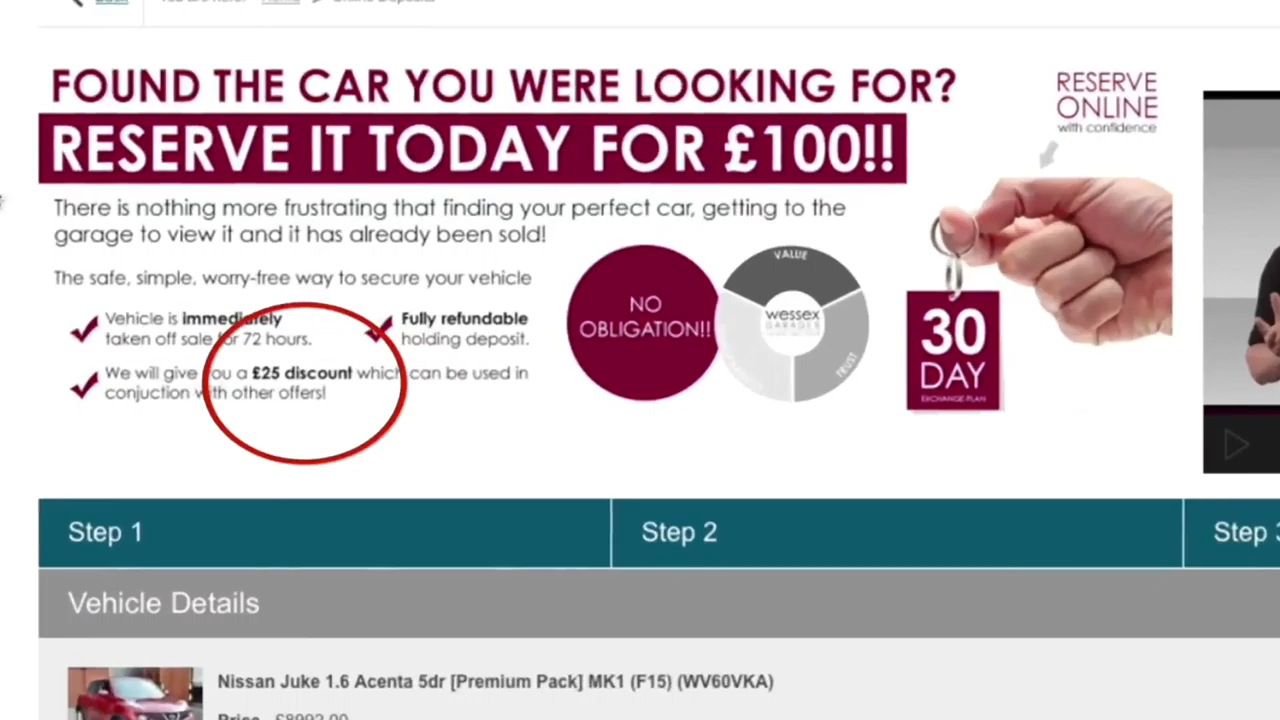 FOUND THE CAR YOU WERE LOOKING FOR?
RESERVE IT TODAY FOR £100!!
There is nothing more frustrating that finding your perfect car, getting to the
garage to view it and it has already been sold!
The safe, simple, worry-free way to secure your vehicle
Vehicle is immediately
taken off sale for 72 hours.
Fully refundable
holding deposit.
We will give you a £25 discount which can be used in
conjuction with other offers!
NO
OBLIGATION!!
VALUE
wessex
GARAGES
TRUST
RESERVE
ONLINE
with confidence
30
DAY
EXCHANGE PLAN
Step 1
Step 2
Step 3
Vehicle Details
Nissan Juke 1.6 Acenta 5dr [Premium Pack] MK1 (F15) (WV60VKA)